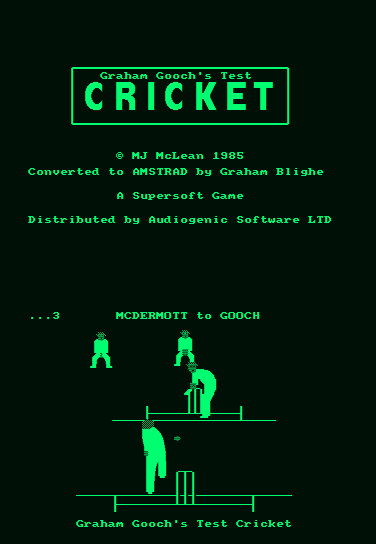 Graham Gooch's Test
CRICKET
© MJ McLean 1985
Converted to AMSTRAD by Graham Blighe
A Supersoft Game
Distributed by Audiogenic Software LTD
...3 MCDERMOTT to GOOCH
Graham Gooch's Test Cricket